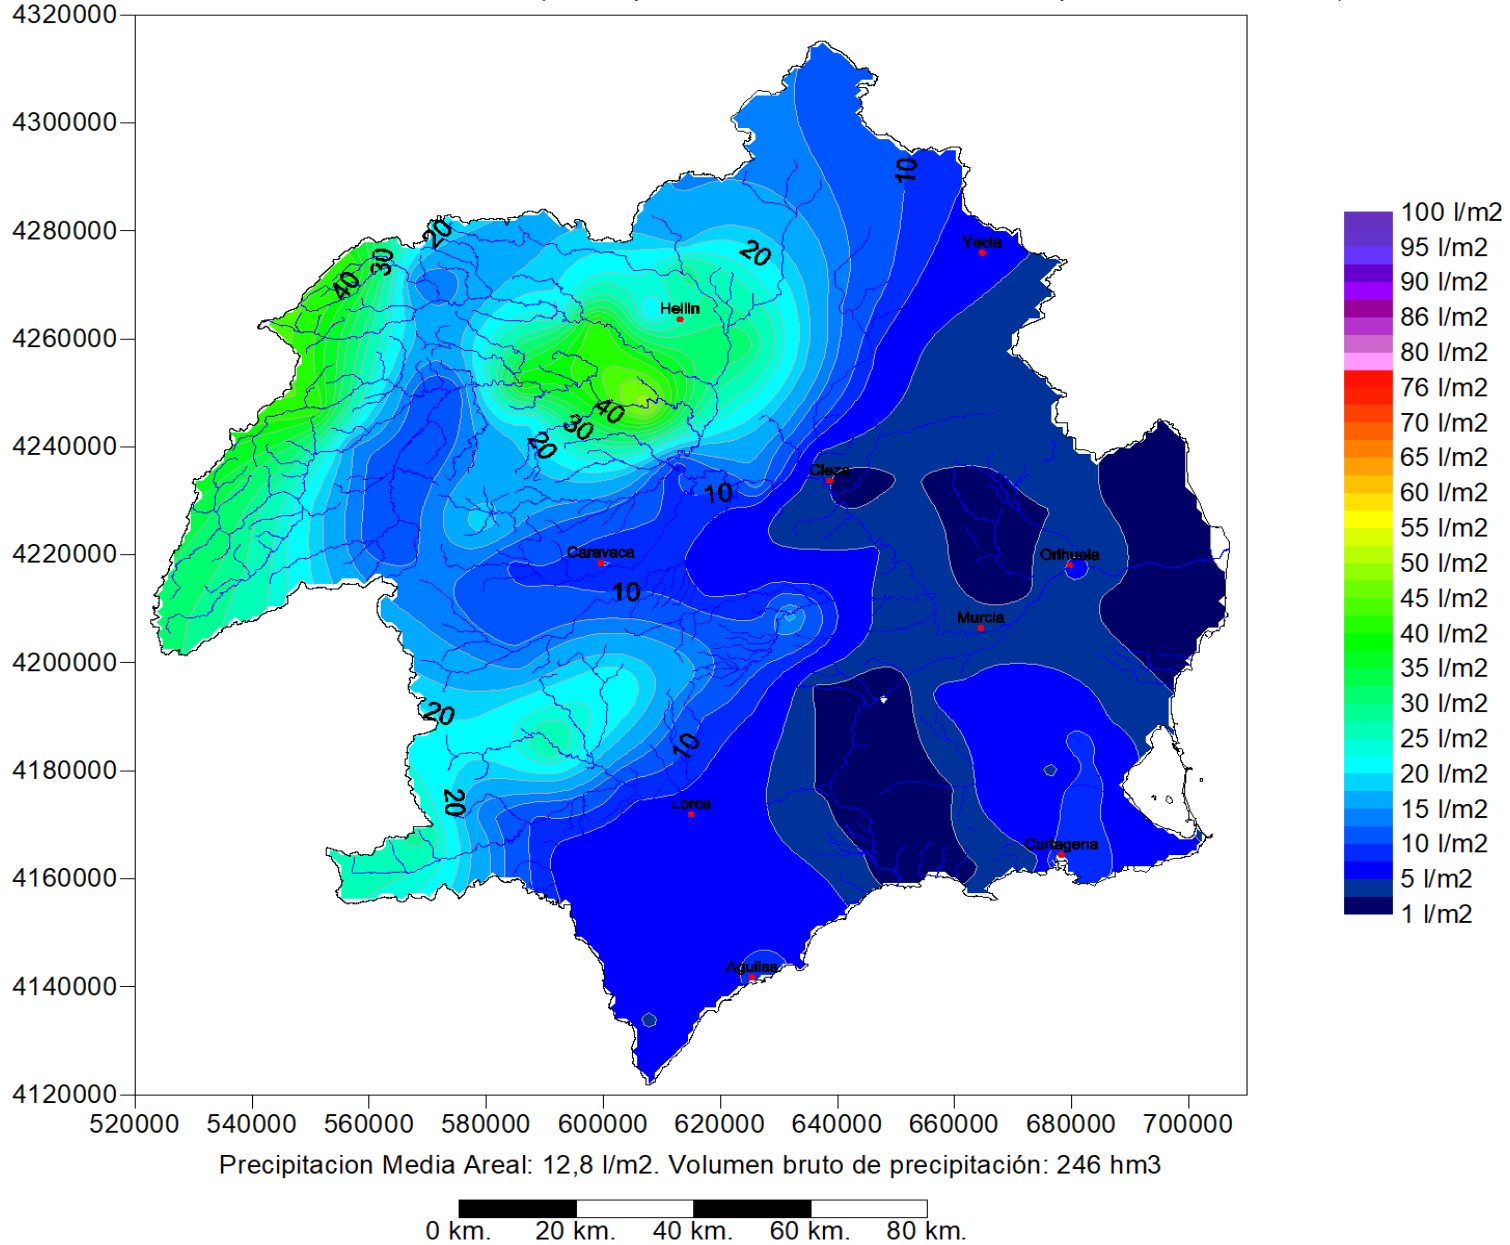 4320000
4300000
4280000
4260000
4240000
4220000
4200000
4180000
4160000
4140000
4120000
520000 540000 560000 580000 600000 620000 640000 660000 680000 700000
10
Yecla
20
20
30
40
Hellin
40
30
20
10
Cieza
Caravaca
10
Orihuela
Murcia
20
10
20
Lorca
Cartagena
Aguilas
100 l/m2
95 l/m2
90 l/m2
86 l/m2
80 l/m2
76 l/m2
70 l/m2
65 l/m2
60 l/m2
55 l/m2
50 l/m2
45 l/m2
40 l/m2
35 l/m2
30 l/m2
25 l/m2
20 l/m2
15 l/m2
10 l/m2
5 l/m2
1 l/m2
Precipitacion Media Areal: 12,8 l/m2. Volumen bruto de precipitación: 246 hm3
0 km. 20 km. 40 km. 60 km. 80 km.